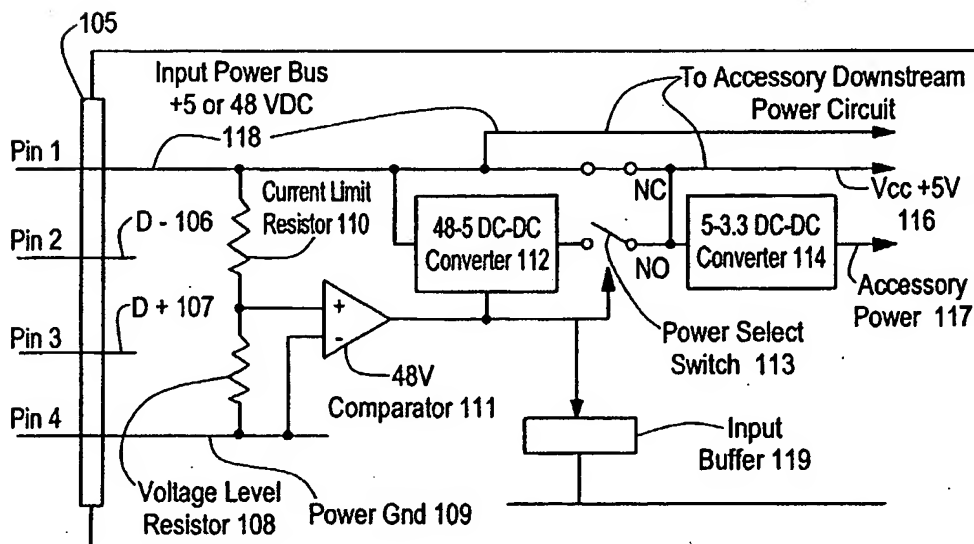 105
Input Power Bus
+5 or 48 VDC
118
To Accessory Downstream
Power Circuit
Pin 1
NC
Vcc +5V
116
Current Limit
Resistor 110
D - 106
Pin 2
48-5 DC-DC
Converter 112
NO
5-3.3 DC-DC
Converter 114
Accessory
Power 117
D + 107
Pin 3
+
-
48V
Comparator 111
Power Select
Switch 113
Pin 4
Voltage Level
Resistor 108
Power Gnd 109
Input
Buffer 119